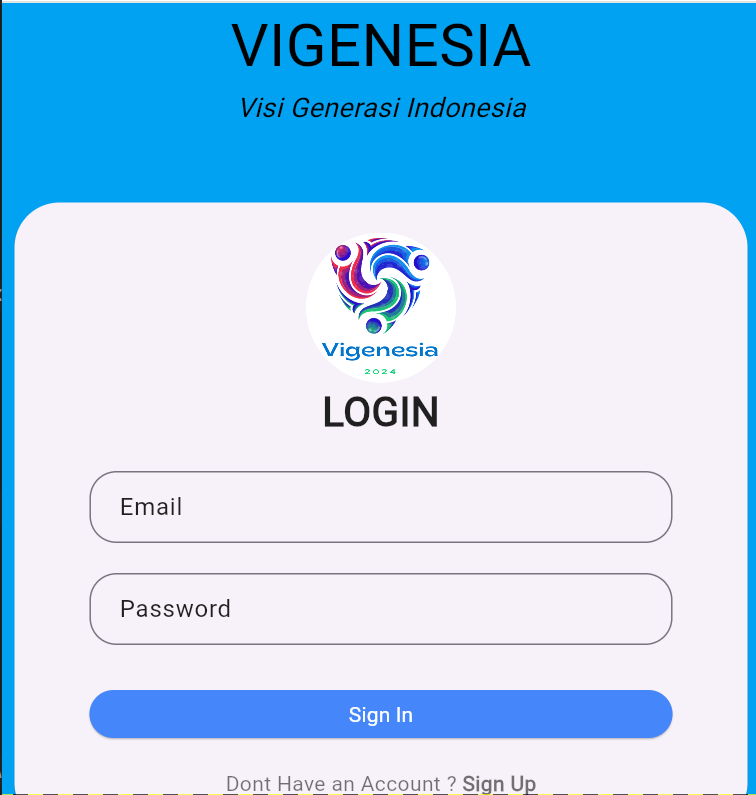 VIGENESIA
Visi Generasi Indonesia
Vigenesia
2024
LOGIN
Email
Password
Sign In
Dont Have an Account ? Sign Up